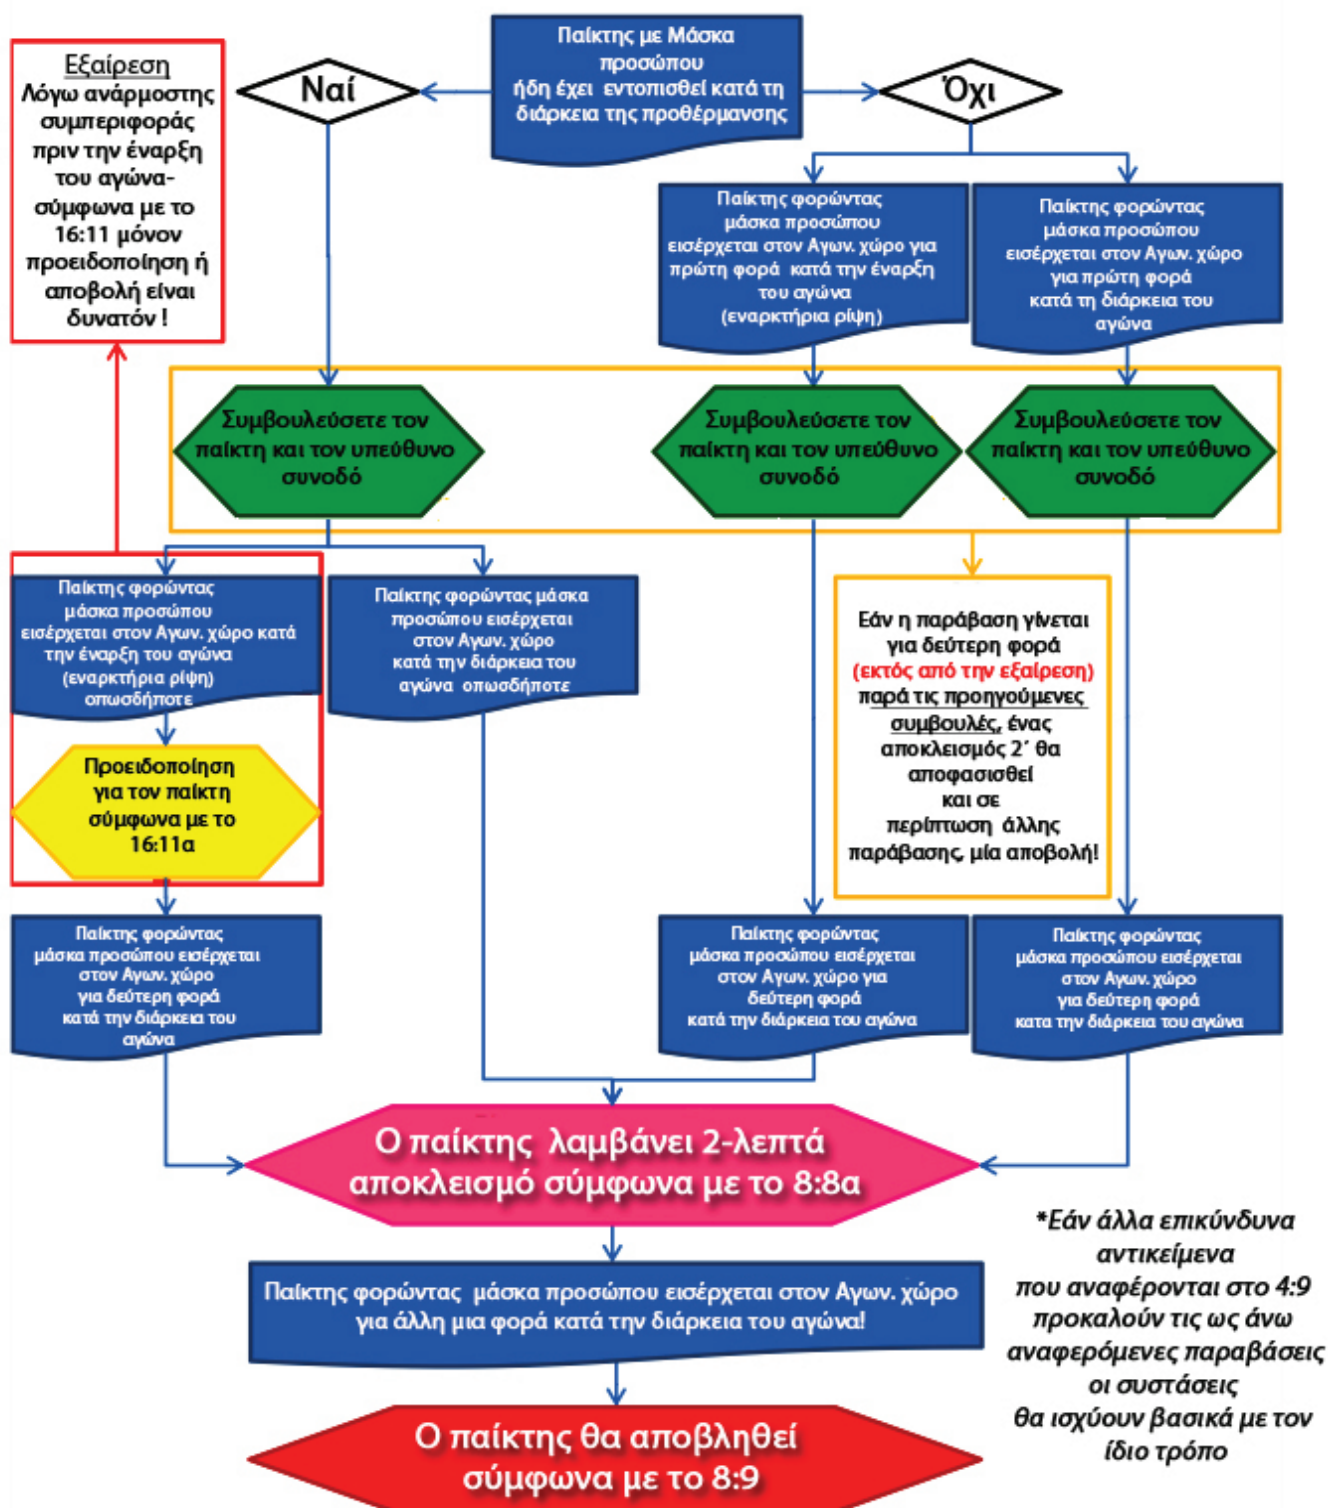 Παίκτης με Μάσκα
προσώπου
ήδη έχει εντοπισθεί κατά τη
διάρκεια της προθέρμανσης
Ναί
Όχι
Εξαίρεση
Λόγω ανάρμοστης
συμπεριφοράς
πριν την έναρξη
του αγώνα-
σύμφωνα με το
16:11 μόνον
προειδοποίηση ή
αποβολή είναι
δυνατόν !
Παίκτης φορώντας
μάσκα προσώπου
εισέρχεται στον Αγων. χώρο για
πρώτη φορά κατά την έναρξη
του αγώνα
(εναρκτήρια ρίψη)
Παίκτης φορώντας
μάσκα προσώπου
εισέρχεται στον Αγων. χώρο
για πρώτη φορά
κατά τη διάρκεια του
αγώνα
Συμβουλεύσετε τον
παίκτη και τον υπεύθυνο
συνοδό
Συμβουλεύσετε τον
παίκτη και τον υπεύθυνο
συνοδό
Συμβουλεύσετε τον
παίκτη και τον υπεύθυνο
συνοδό
Παίκτης φορώντας
μάσκα προσώπου
εισέρχεται στον Αγων. χώρο κατά
την έναρξη του αγώνα
(εναρκτήρια ρίψη)
οπωσδήποτε
Παίκτης φορώντας μάσκα
προσώπου εισέρχεται
στον Αγων. χώρο
κατά την διάρκεια του
αγώνα οπωσδήποτε
Εάν η παράβαση γίνεται
για δεύτερη φορά
(εκτός από την εξαίρεση)
παρά τις προηγούμενες
συμβουλές, ένας
αποκλεισμός 2΄ θα
αποφασισθεί
και σε
περίπτωση άλλης
παράβασης, μία αποβολή!
Προειδοποίηση
για τον παίκτη
σύμφωνα με το
16:11α
Παίκτης φορώντας
μάσκα προσώπου εισέρχεται
στον Αγων. χώρο
για δεύτερη φορά
κατά την διάρκεια του
αγώνα
Παίκτης φορώντας
μάσκα προσώπου εισέρχεται
στον Αγων. χώρο για
δεύτερη φορά
κατά την διάρκεια του αγώνα
Παίκτης φορώντας
μάσκα προσώπου εισέρχεται
στον Αγων. χώρο
για δεύτερη φορά
κατα την διάρκεια του αγώνα
Ο παίκτης λαμβάνει 2-λεπτά
αποκλεισμό σύμφωνα με το 8:8α
Παίκτης φορώντας μάσκα προσώπου εισέρχεται στον Αγων. χώρο
για άλλη μια φορά κατά την διάρκεια του αγώνα!
Ο παίκτης θα αποβληθεί
σύμφωνα με το 8:9
*Εάν άλλα επικύνδυνα
αντικείμενα
που αναφέρονται στο 4:9
προκαλούν τις ως άνω
αναφερόμενες παραβάσεις
οι συστάσεις
θα ισχύουν βασικά με τον
ίδιο τρόπο